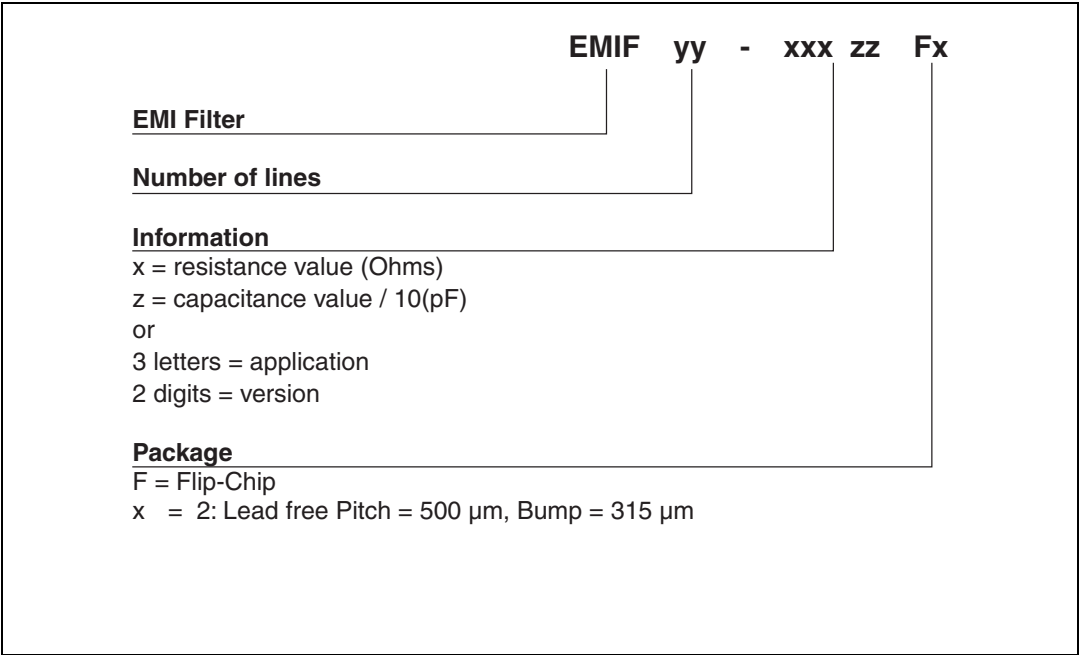 EMIF yy - xxx zz Fx
EMI Filter
Number of lines
Information
x = resistance value (Ohms)
z = capacitance value / 10(pF)
or
3 letters = application
2 digits = version
Package
F = Flip-Chip
x = 2: Lead free Pitch = 500 µm, Bump = 315 µm